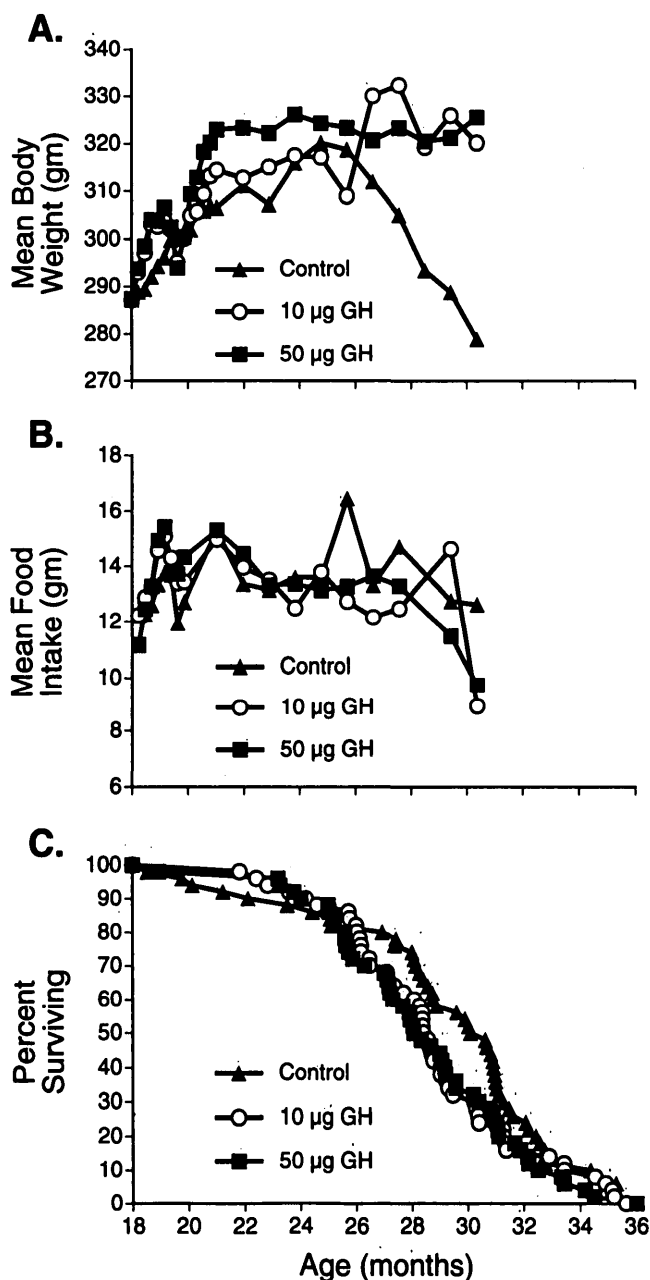 A.
340
330
320
310
300
290
280
270
Mean Body
Weight (gm)
Control
10 µg GH
50 µg GH
B.
18
16
14
12
10
8
6
Mean Food
Intake (gm)
Control
10 µg GH
50 µg GH
C.
100
90
80
70
60
50
40
30
20
10
0
Percent
Surviving
Control
10 µg GH
50 µg GH
18 20 22 24 26 28 30 32 34 36
Age (months)